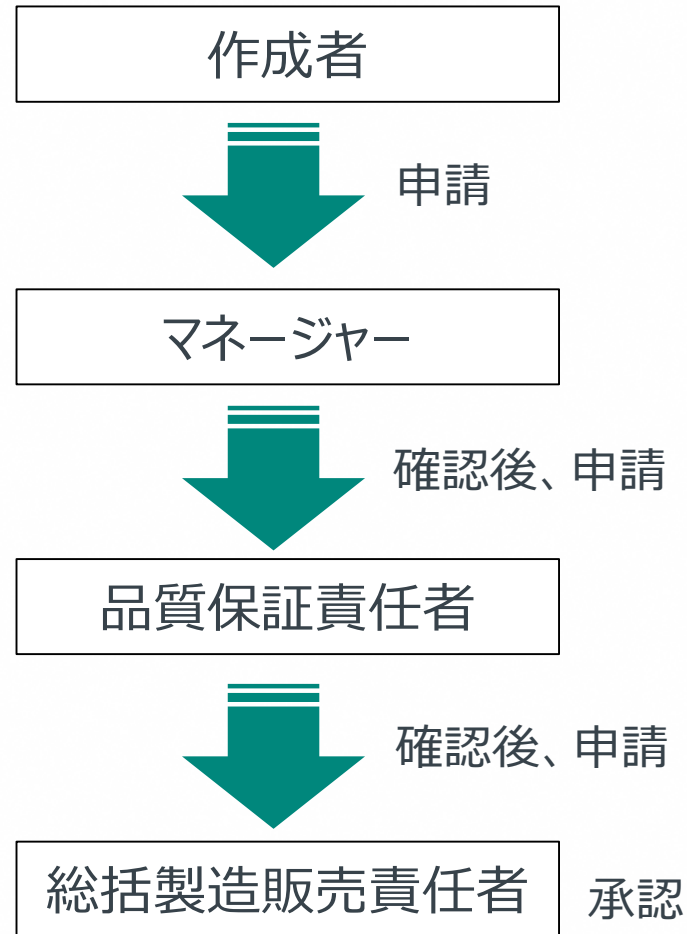 作成者
申請
マネージャー
確認後、申請
品質保証責任者
確認後、申請
総括製造販売責任者
承認